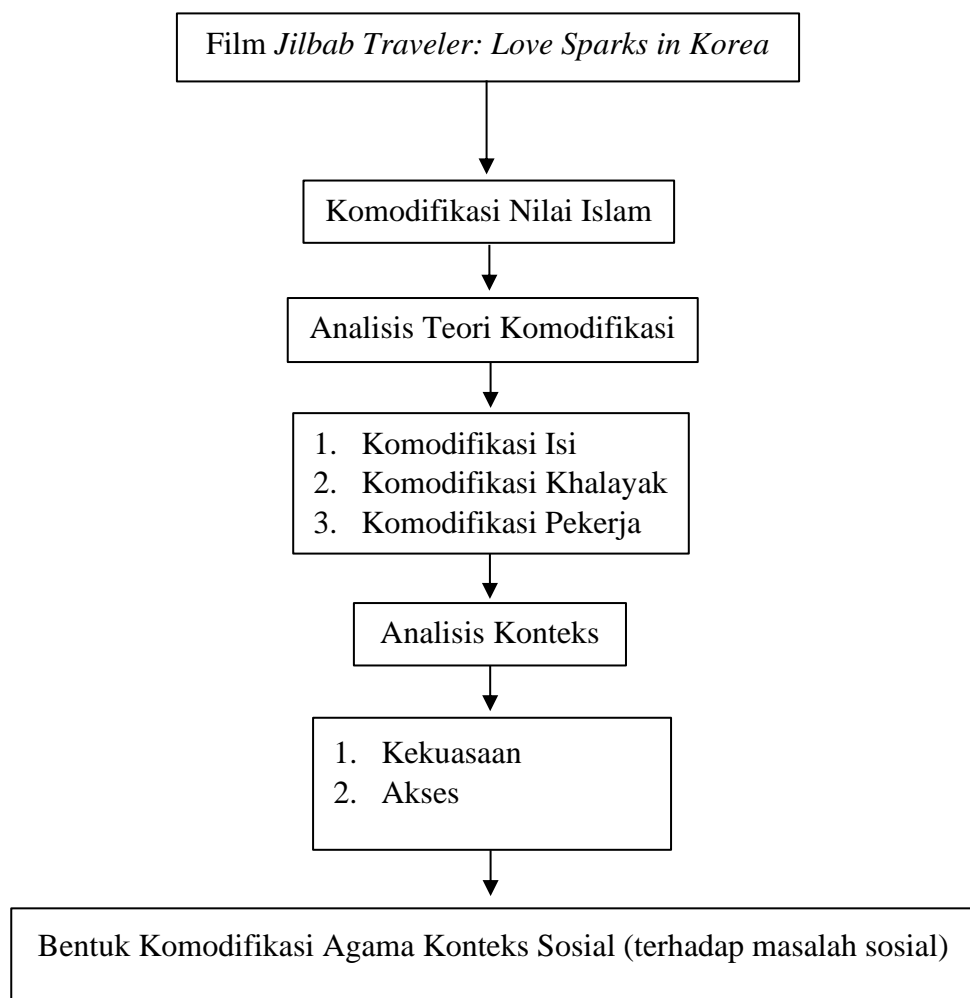 Film Jilbab Traveler: Love Sparks in Korea
Komodifikasi Nilai Islam
Analisis Teori Komodifikasi
1. Komodifikasi Isi
2. Komodifikasi Khalayak
3. Komodifikasi Pekerja
Analisis Konteks
1. Kekuasaan
2. Akses
Bentuk Komodifikasi Agama Konteks Sosial (terhadap masalah sosial)